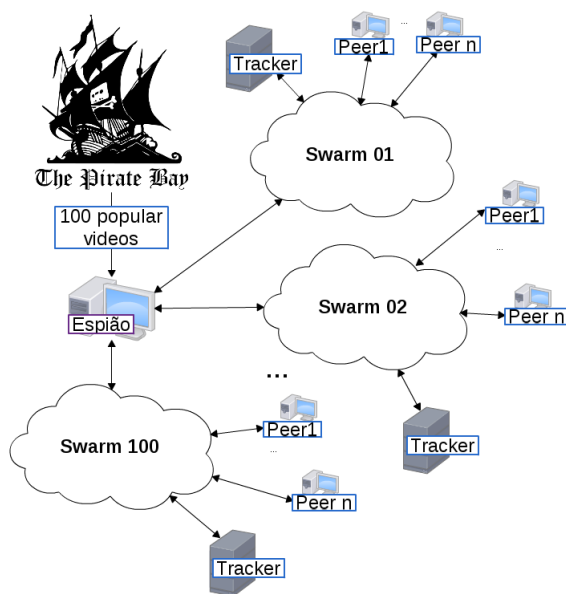 Tracker
Peer1
...
Peer n
Swarm 01
The Pirate Bay
100 popular
videos
Peer1
...
Espião
Swarm 02
Peer n
...
Peer1
...
Swarm 100
Tracker
Peer n
Tracker